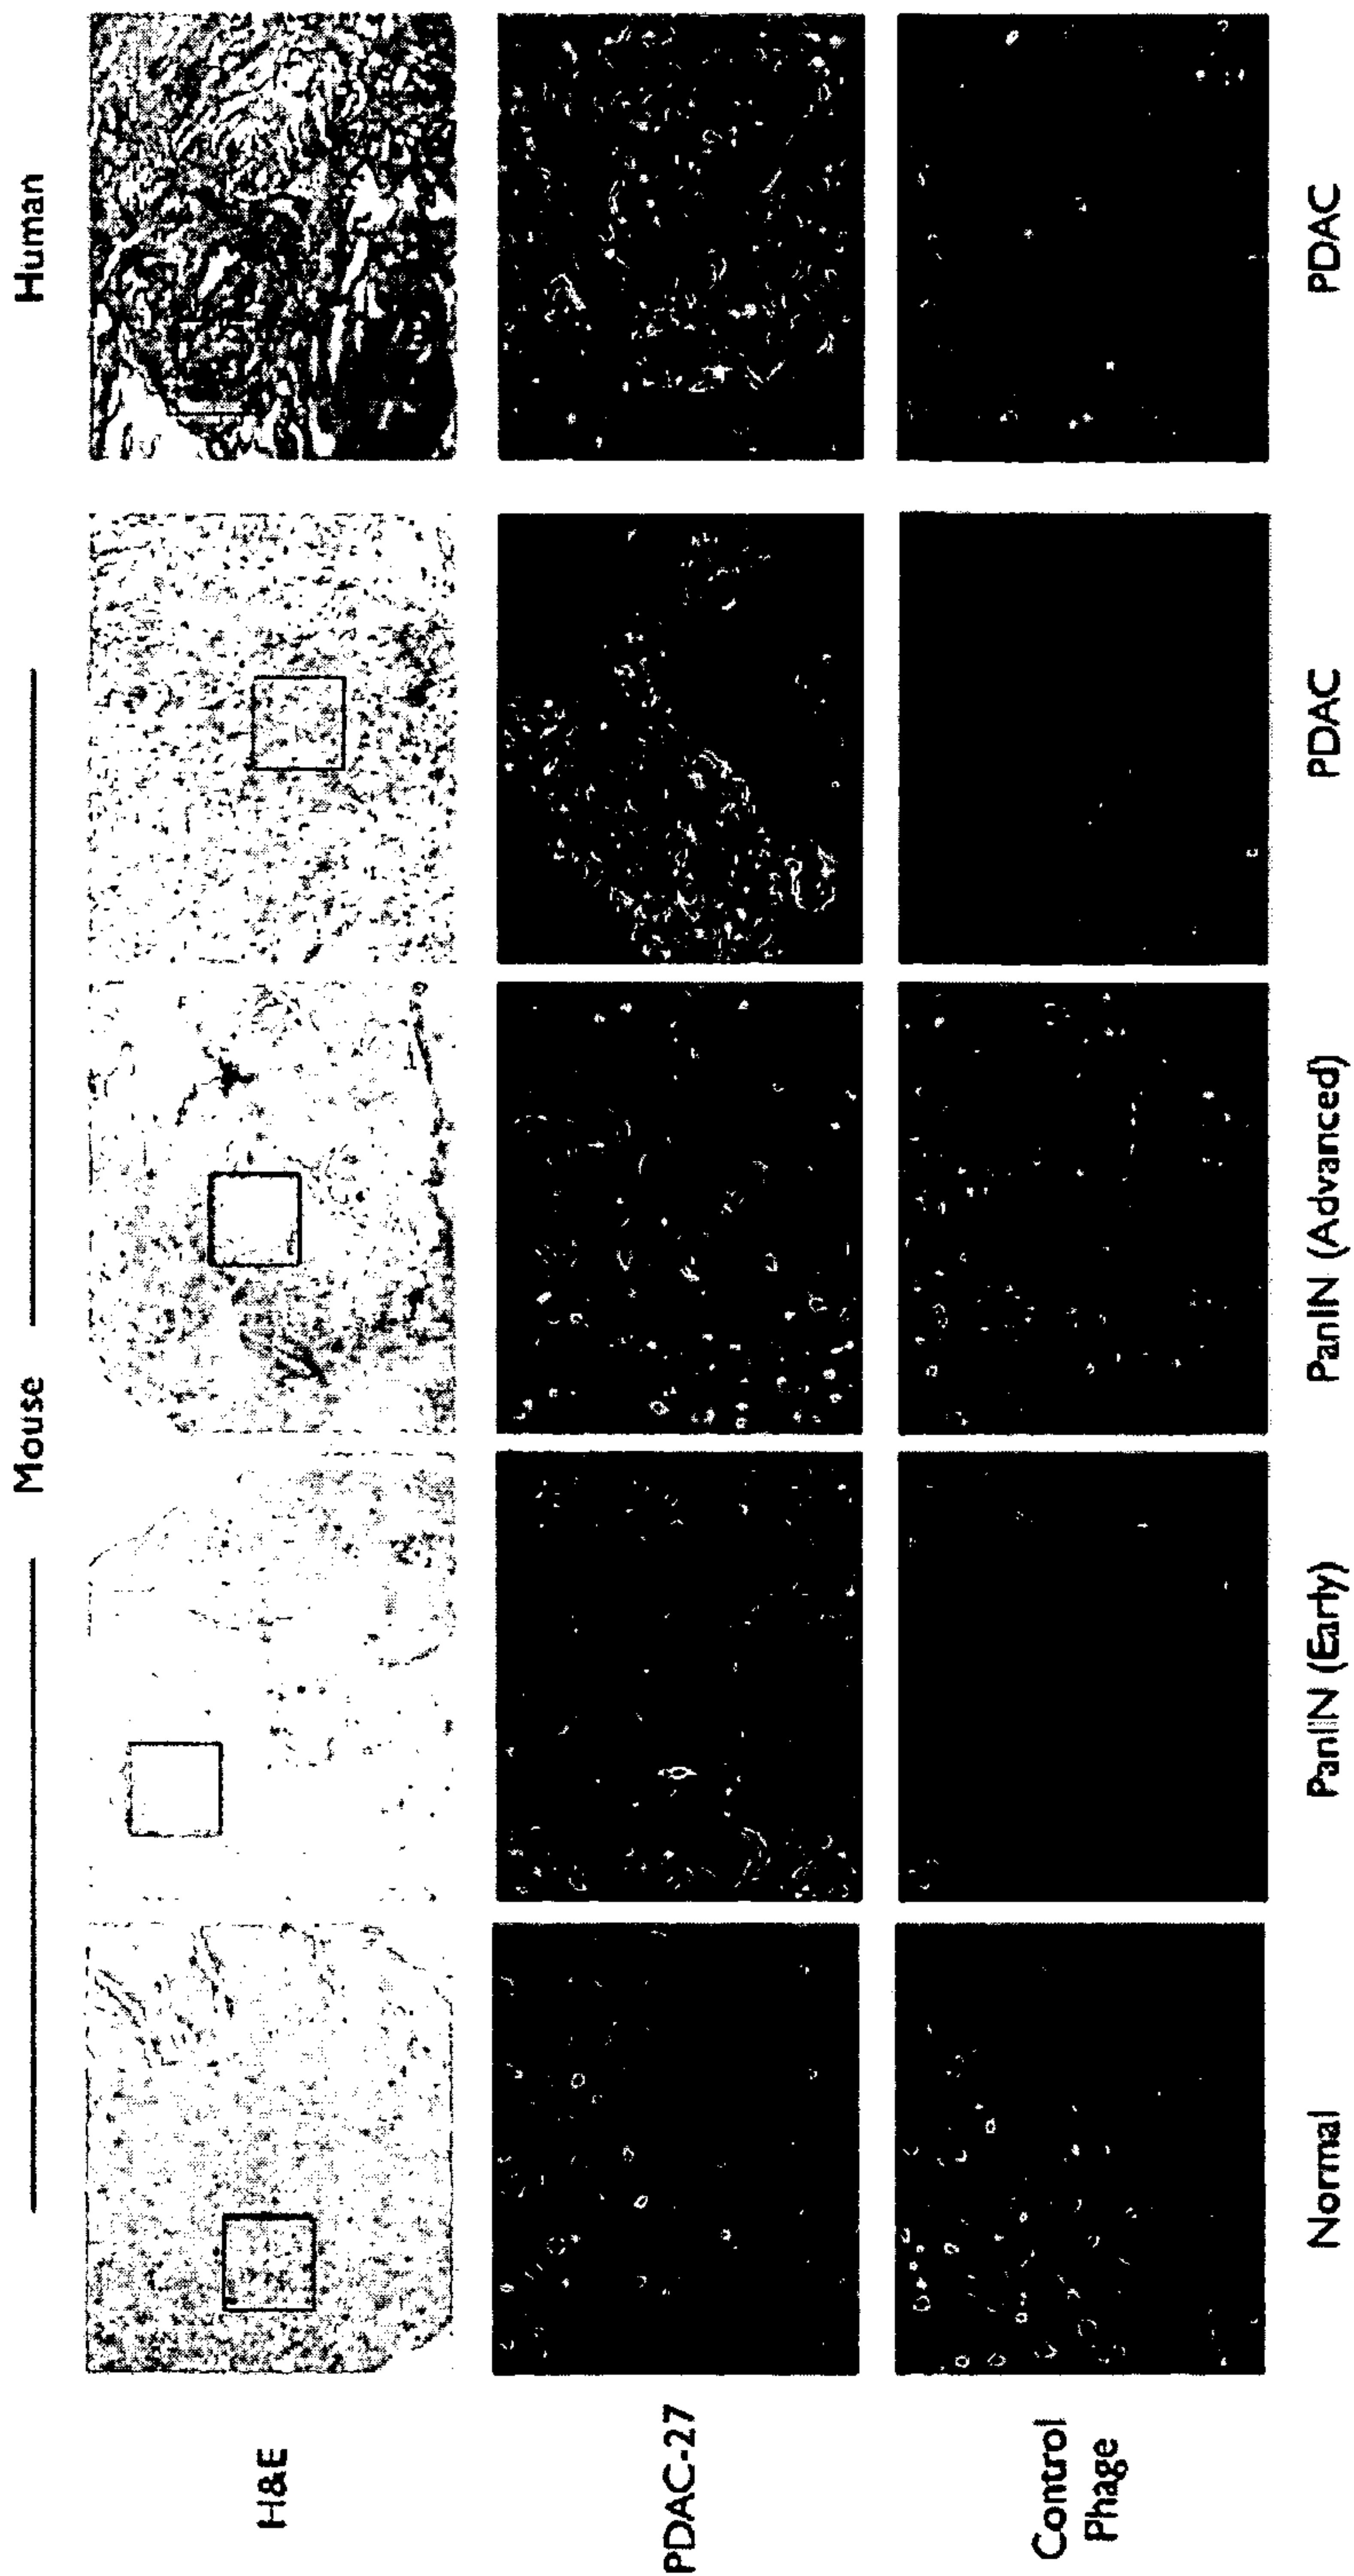 Mouse
Human
H&E
PDAC-27
Control
Phage
Normal
PanIN (Early)
PanIN (Advanced)
PDAC
PDAC